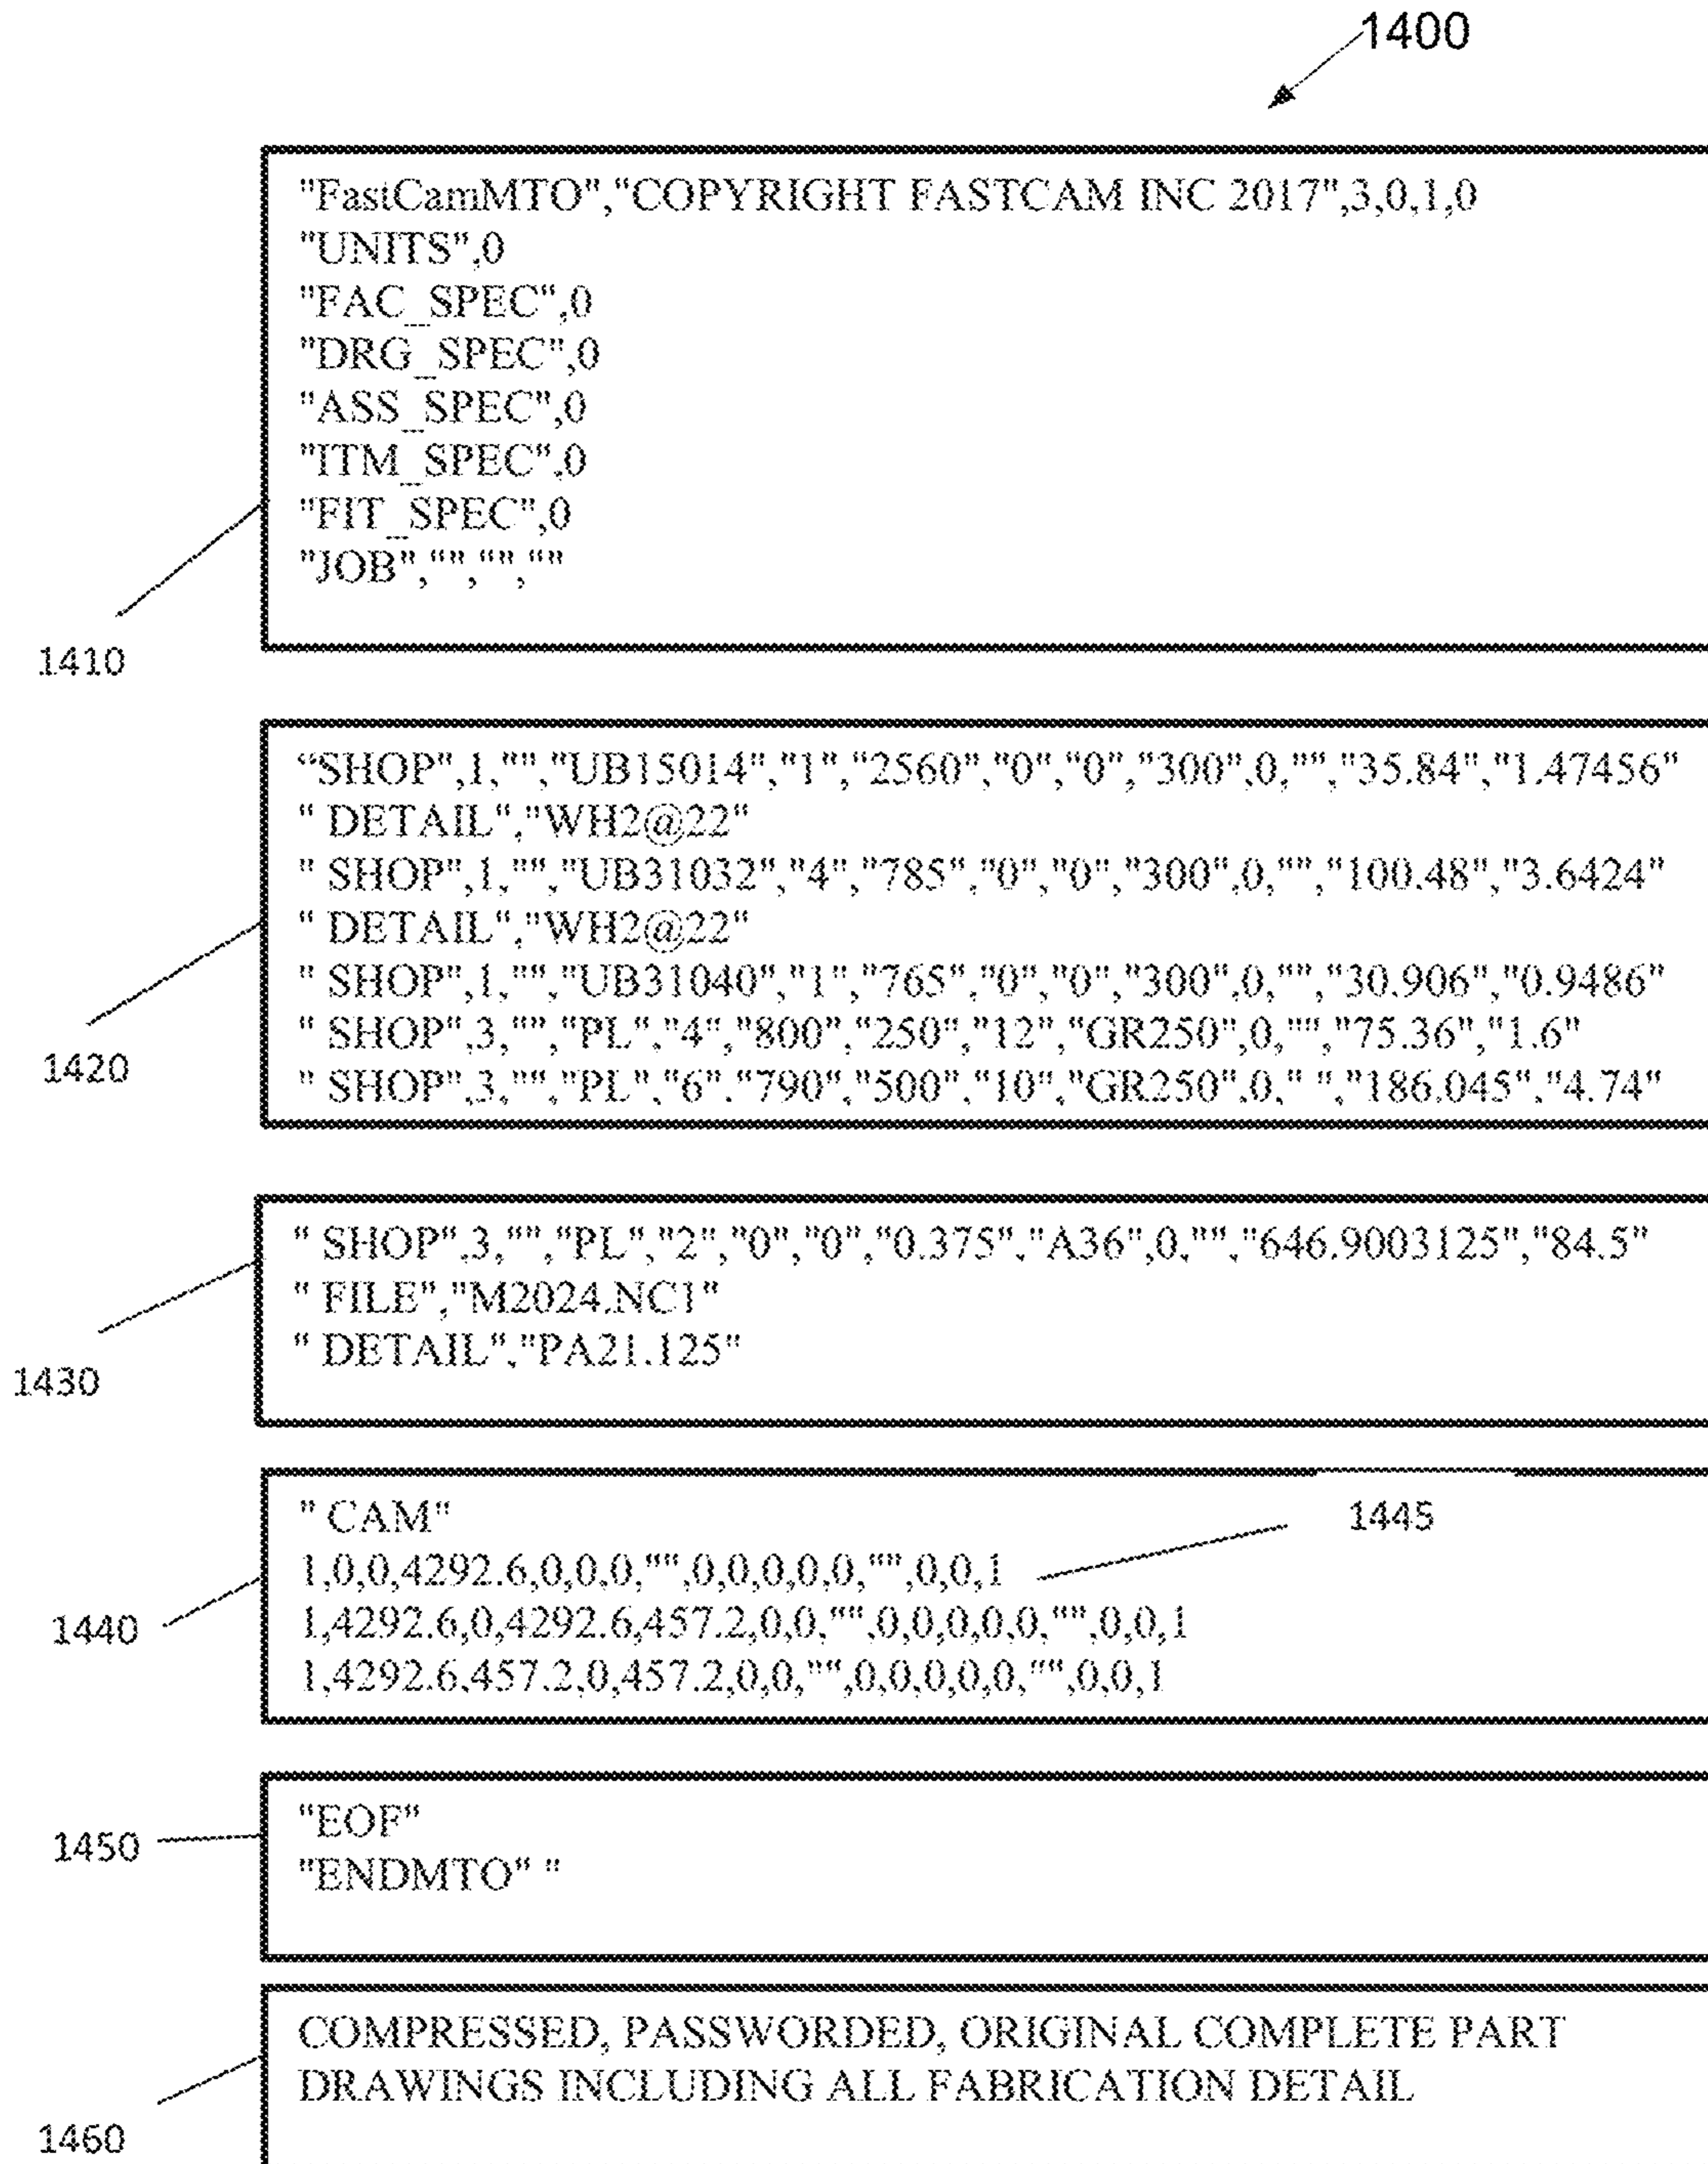 1400
"FastCamMTO","COPYRIGHT FASTCAM INC 2017",3,0,1,0
"UNITS",0
"FAC_SPEC",0
"DRG_SPEC",0
"ASS_SPEC",0
"ITM_SPEC",0
"FIT_SPEC",0
"JOB","","",""
1410
"SHOP",1,"","UB15014","1","2560","0","0","300",0,"","35.84","1.47456"
" DETAIL","WH2@22"
" SHOP",1,"","UB31032","4","785","0","0","300",0,"","100.48","3.6424"
" DETAIL","WH2@22"
" SHOP",1,"","UB31040","1","765","0","0","300",0,"","30.906","0.9486"
" SHOP",3,"","PL","4","800","250","12","GR250",0,"","75.36","1.6"
" SHOP",3,"","PL","6","790","500","10","GR250",0," ","186.045","4.74"
1420
" SHOP",3,"","PL","2","0","0","0.375","A36",0,"","646.9003125","84.5"
" FILE","M2024.NC1"
" DETAIL","PA21.125"
1430
" CAM"
1445
1,0,0,4292.6,0,0,0,"",0,0,0,0,0,"",0,0,1
1,4292.6,0,4292.6,457.2,0,0,"",0,0,0,0,0,"",0,0,1
1,4292.6,457.2,0,457.2,0,0,"",0,0,0,0,0,"",0,0,1
1440
"EOF"
"ENDMTO" "
1450
COMPRESSED, PASSWORDED, ORIGINAL COMPLETE PART
DRAWINGS INCLUDING ALL FABRICATION DETAIL
1460